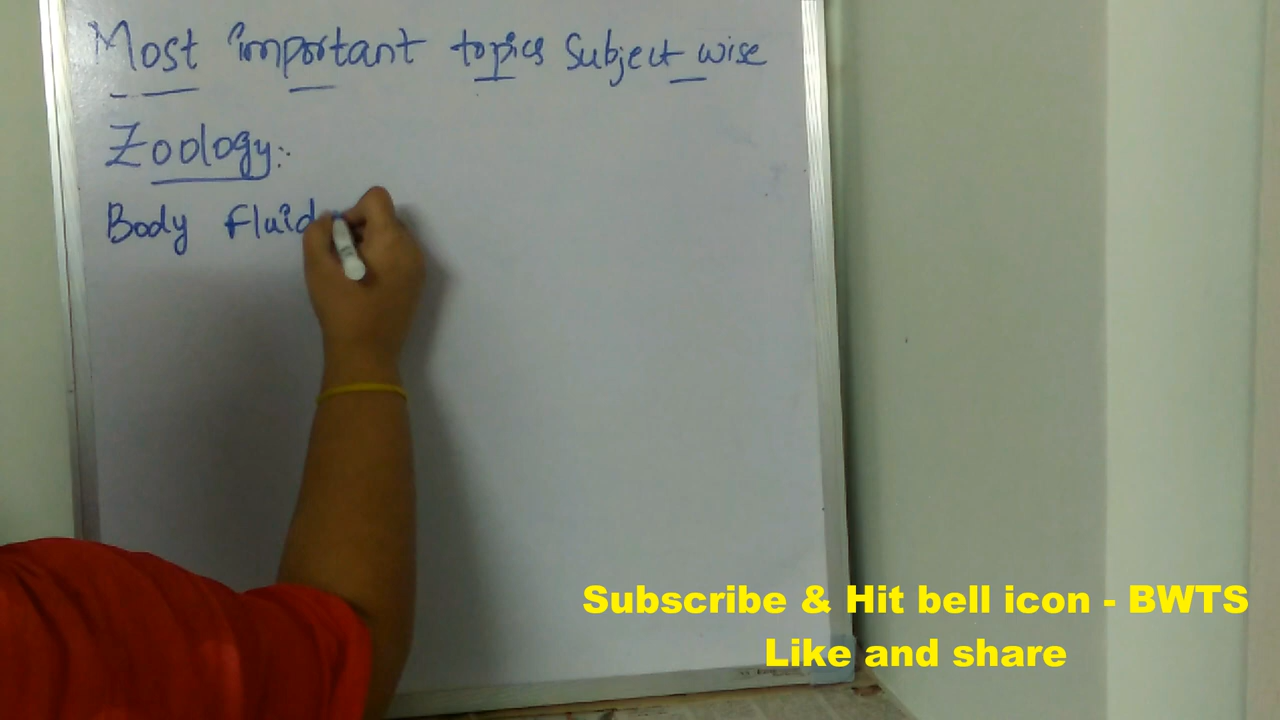 Most important topics Subject wise
Zoology:
Body fluid
Subscribe & Hit bell icon - BWTS
Like and share